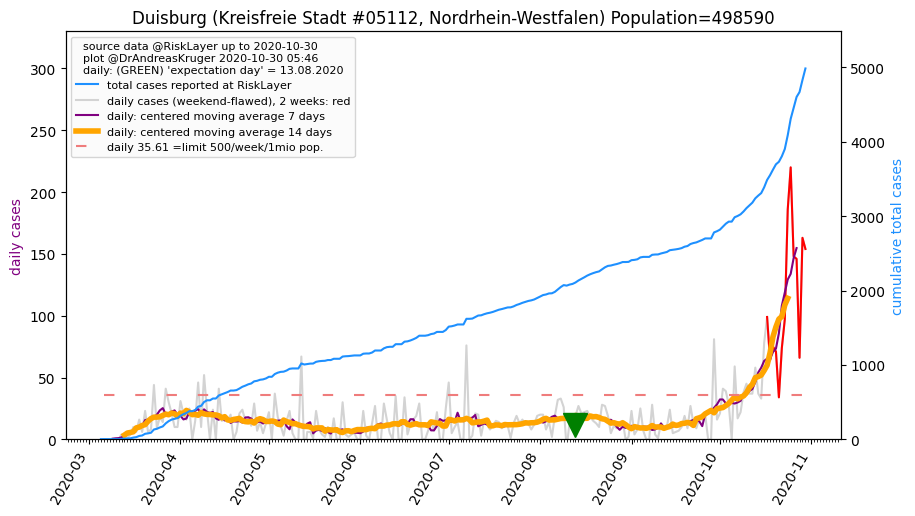 Duisburg (Kreisfreie Stadt #05112, Nordrhein-Westfalen) Population=498590
source data @RiskLayer up to 2020-10-30
plot @DrAndreasKruger 2020-10-30 05:46
daily: (GREEN) 'expectation day' = 13.08.2020
total cases reported at RiskLayer
daily cases (weekend-flawed), 2 weeks: red
daily: centered moving average 7 days
daily: centered moving average 14 days
daily 35.61 =limit 500/week/1mio pop.
daily cases
300
250
200
150
100
50
0
cumulative total cases
5000
4000
3000
2000
1000
0
2020-03
2020-04
2020-05
2020-06
2020-07
2020-08
2020-09
2020-10
2020-11